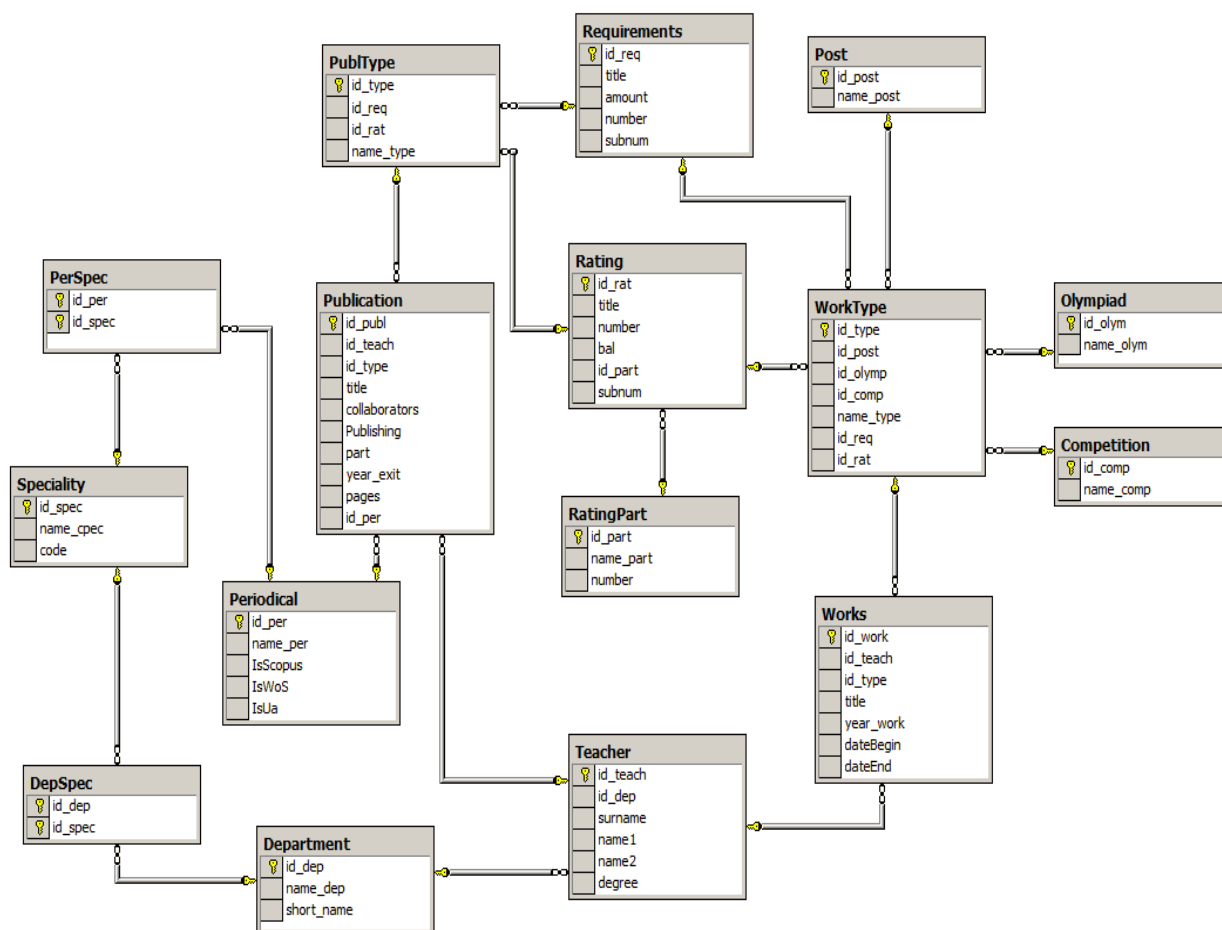 Requirements
id_req
title
amount
number
subnum
Post
id_post
name_post
PublType
id_type
id_req
id_rat
name_type
Rating
id_rat
title
number
bal
id_part
subnum
PerSpec
id_per
id_spec
Publication
id_publ
id_teach
id_type
title
collaborators
Publishing
part
year_exit
pages
id_per
WorkType
id_type
id_post
id_olymp
id_comp
name_type
id_req
id_rat
Olympiad
id_olym
name_olym
Competition
id_comp
name_comp
Speciality
id_spec
name_cpec
code
RatingPart
id_part
name_part
number
Periodical
id_per
name_per
IsScopus
IsWoS
IsUa
Works
id_work
id_teach
id_type
title
year_work
dateBegin
dateEnd
Teacher
id_teach
id_dep
surname
name1
name2
degree
DepSpec
id_dep
id_spec
Department
id_dep
name_dep
short_name